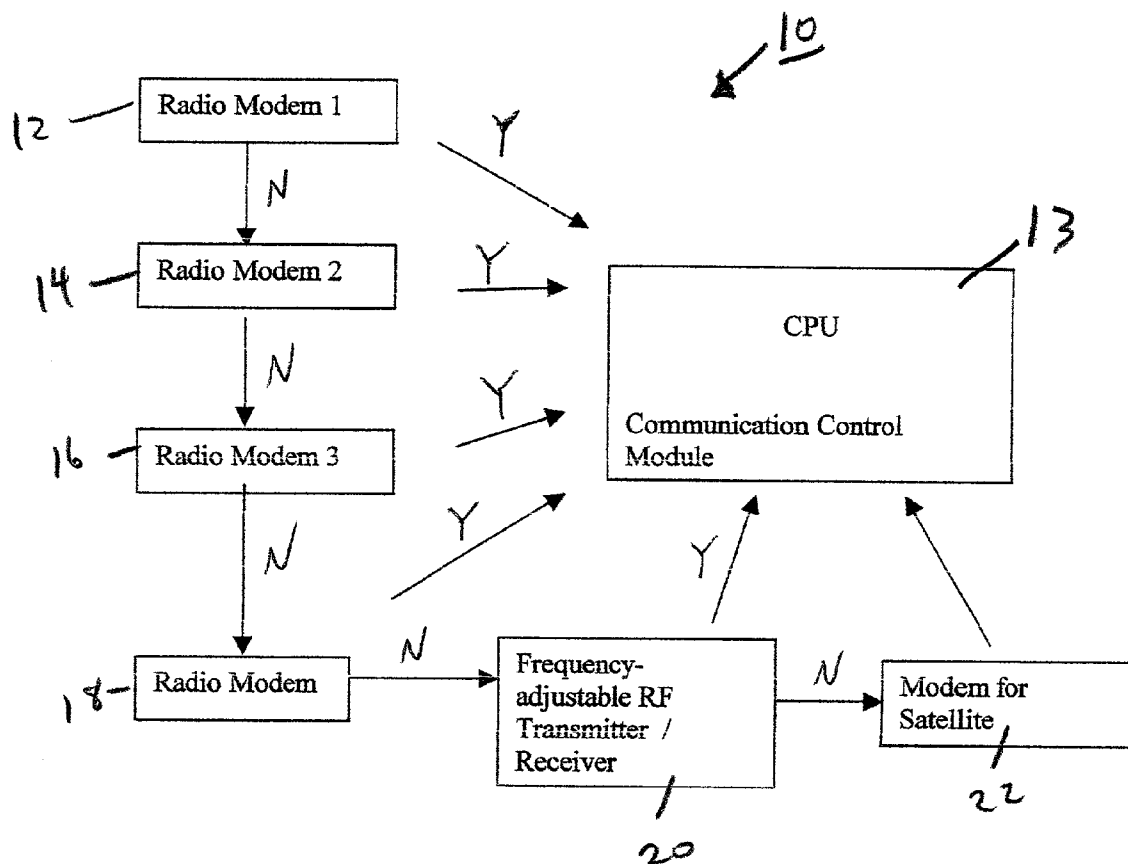 10
12
Radio Modem 1
Y
N
13
14
Radio Modem 2
Y
CPU
N
Y
16
Radio Modem 3
Communication Control
Module
N
Y
Y
18
Radio Modem
N
Frequency-
adjustable RF
Transmitter /
Receiver
N
Modem for
Satellite
20
22